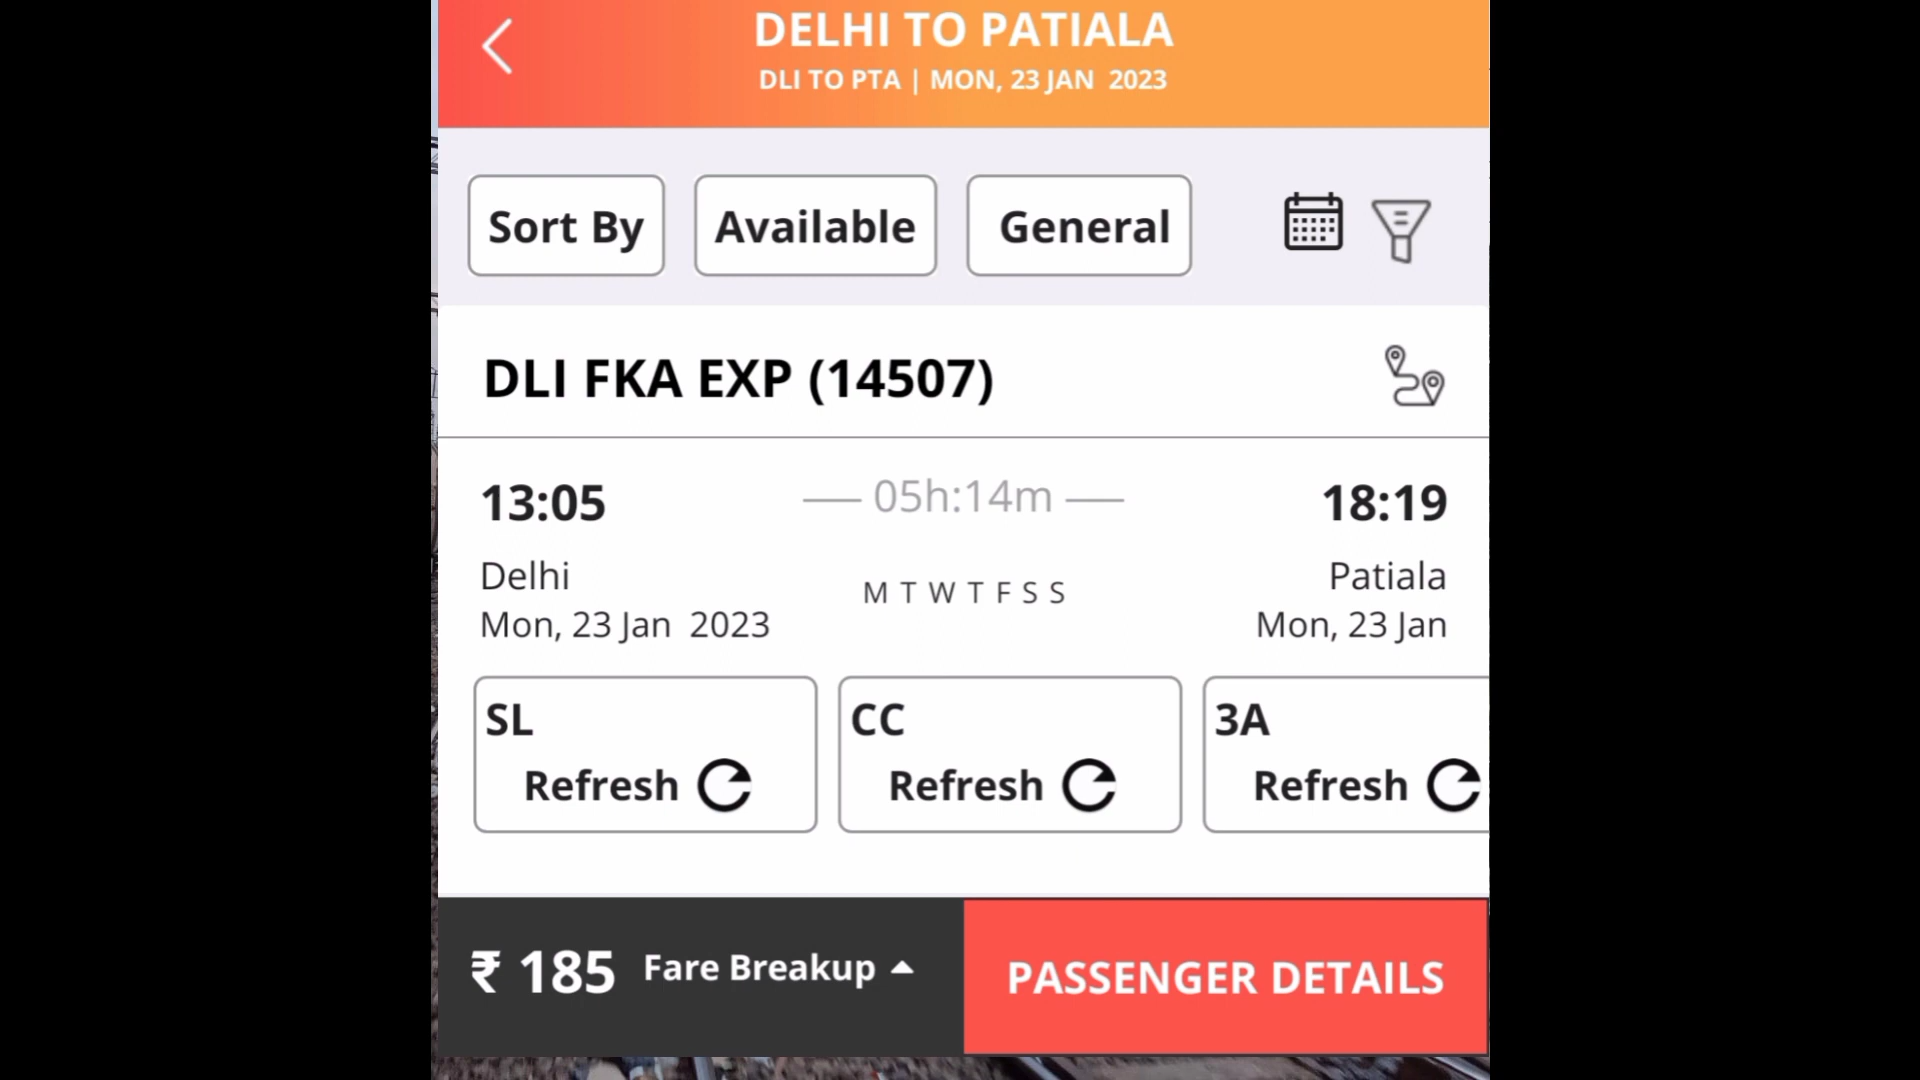 DELHI TO PATIALA
DLI TO PTA | MON, 23 JAN 2023
Sort By Available General
DLI FKA EXP (14507)
13:05 05h:14m 18:19
Delhi M T W T F S S Patiala
Mon, 23 Jan 2023 Mon, 23 Jan
SL CC 3A
Refresh Refresh Refresh
₹ 185 Fare Breakup PASSENGER DETAILS